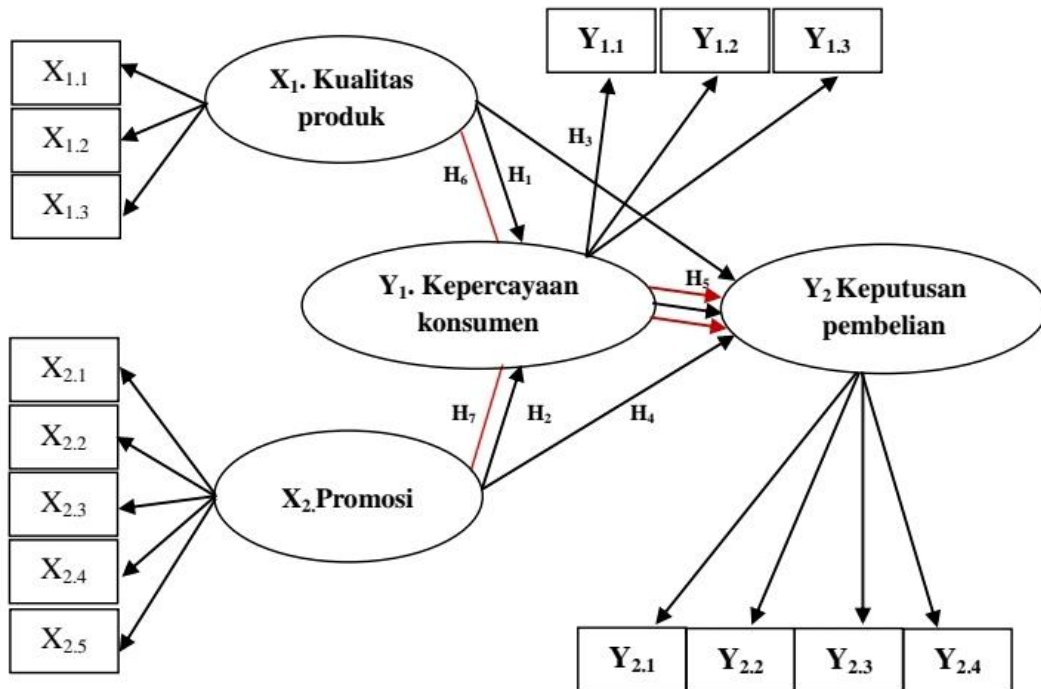 X1.1
X1.2
X1.3
X1. Kualitas
produk
Y1.1
Y1.2
Y1.3
H3
H6
H1
Y1. Kepercayaan
konsumen
H5
Y2 Keputusan
pembelian
X2.1
X2.2
X2.3
X2.4
X2.5
H7
H2
H4
X2.Promosi
Y2.1
Y2.2
Y2.3
Y2.4